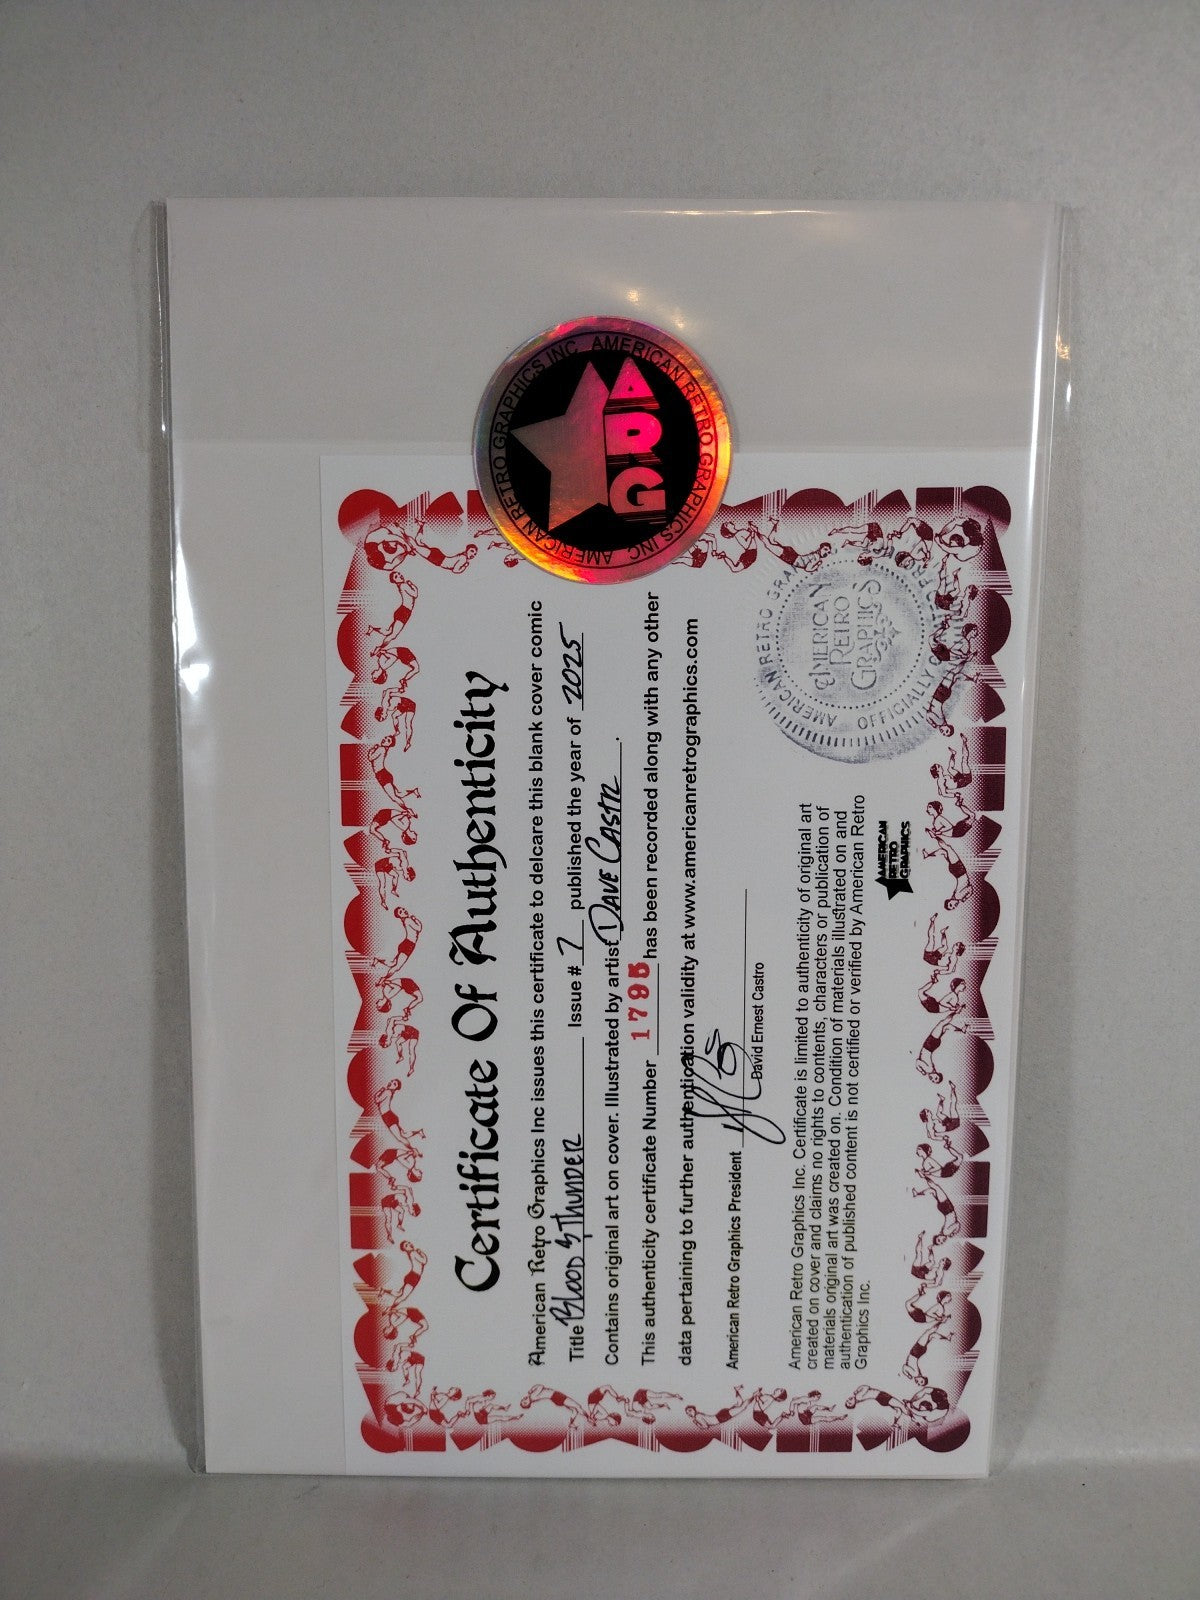 AMERICAN RETRO GRAPHICS INC
AMERICAN RETRO GRAPHICS INC
ARG
Certificate Of Authenticity
American Retro Graphics Inc issues this certificate to delcare this blank cover comic
Title Blood & Thunder Issue # 7 published the year of 2025
Contains original art on cover. Illustrated by artist Dave Castr.
This authenticity certificate Number 1795 has been recorded along with any other
data pertaining to further authentication validity at www.americanretrographics.com
American Retro Graphics President
David Ernest Castro
American Retro Graphics Inc. Certificate is limited to authenticity of original art
created on cover and claims no rights to contents, characters or publication of
materials original art was created on. Condition of materials illustrated on and
authentication of published content is not certified or verified by American Retro
Graphics Inc.
AMERICAN
RETRO
GRAPHICS
AMERICAN RETRO
OFFICIALLY
AMERICAN
RETRO
GRAPHICS